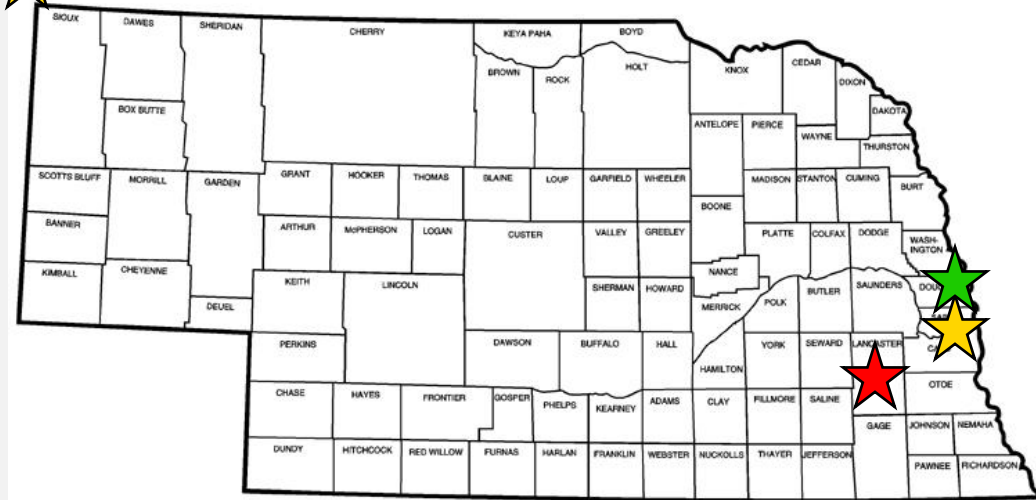 SIOUX
DAWES
SHERIDAN
CHERRY
KEYA PAHA
BOYD
BROWN
ROCK
HOLT
KNOX
CEDAR
DIXON
DAKOTA
BOX BUTTE
ANTELOPE
PIERCE
WAYNE
THURSTON
SCOTTS BLUFF
MORRILL
GARDEN
GRANT
HOOKER
THOMAS
BLAINE
LOUP
GARFIELD
WHEELER
MADISON
STANTON
CUMING
BURT
BOONE
BANNER
ARTHUR
McPHERSON
LOGAN
CUSTER
VALLEY
GREELEY
PLATTE
COLFAX
DODGE
WASH-
INGTON
KIMBALL
CHEYENNE
DEUEL
KEITH
LINCOLN
SHERMAN
HOWARD
NANCE
MERRICK
POLK
BUTLER
SAUNDERS
DOU
PERKINS
DAWSON
BUFFALO
HALL
HAMILTON
YORK
SEWARD
LANCASTER
CA
OTOE
CHASE
HAYES
FRONTIER
GOSPER
PHELPS
KEARNEY
ADAMS
CLAY
FILLMORE
SALINE
GAGE
JOHNSON
NEMAHA
DUNDY
HITCHCOCK
RED WILLOW
FURNAS
HARLAN
FRANKLIN
WEBSTER
NUCKOLLS
THAYER
JEFFERSON
PAWNEE
RICHARDSON